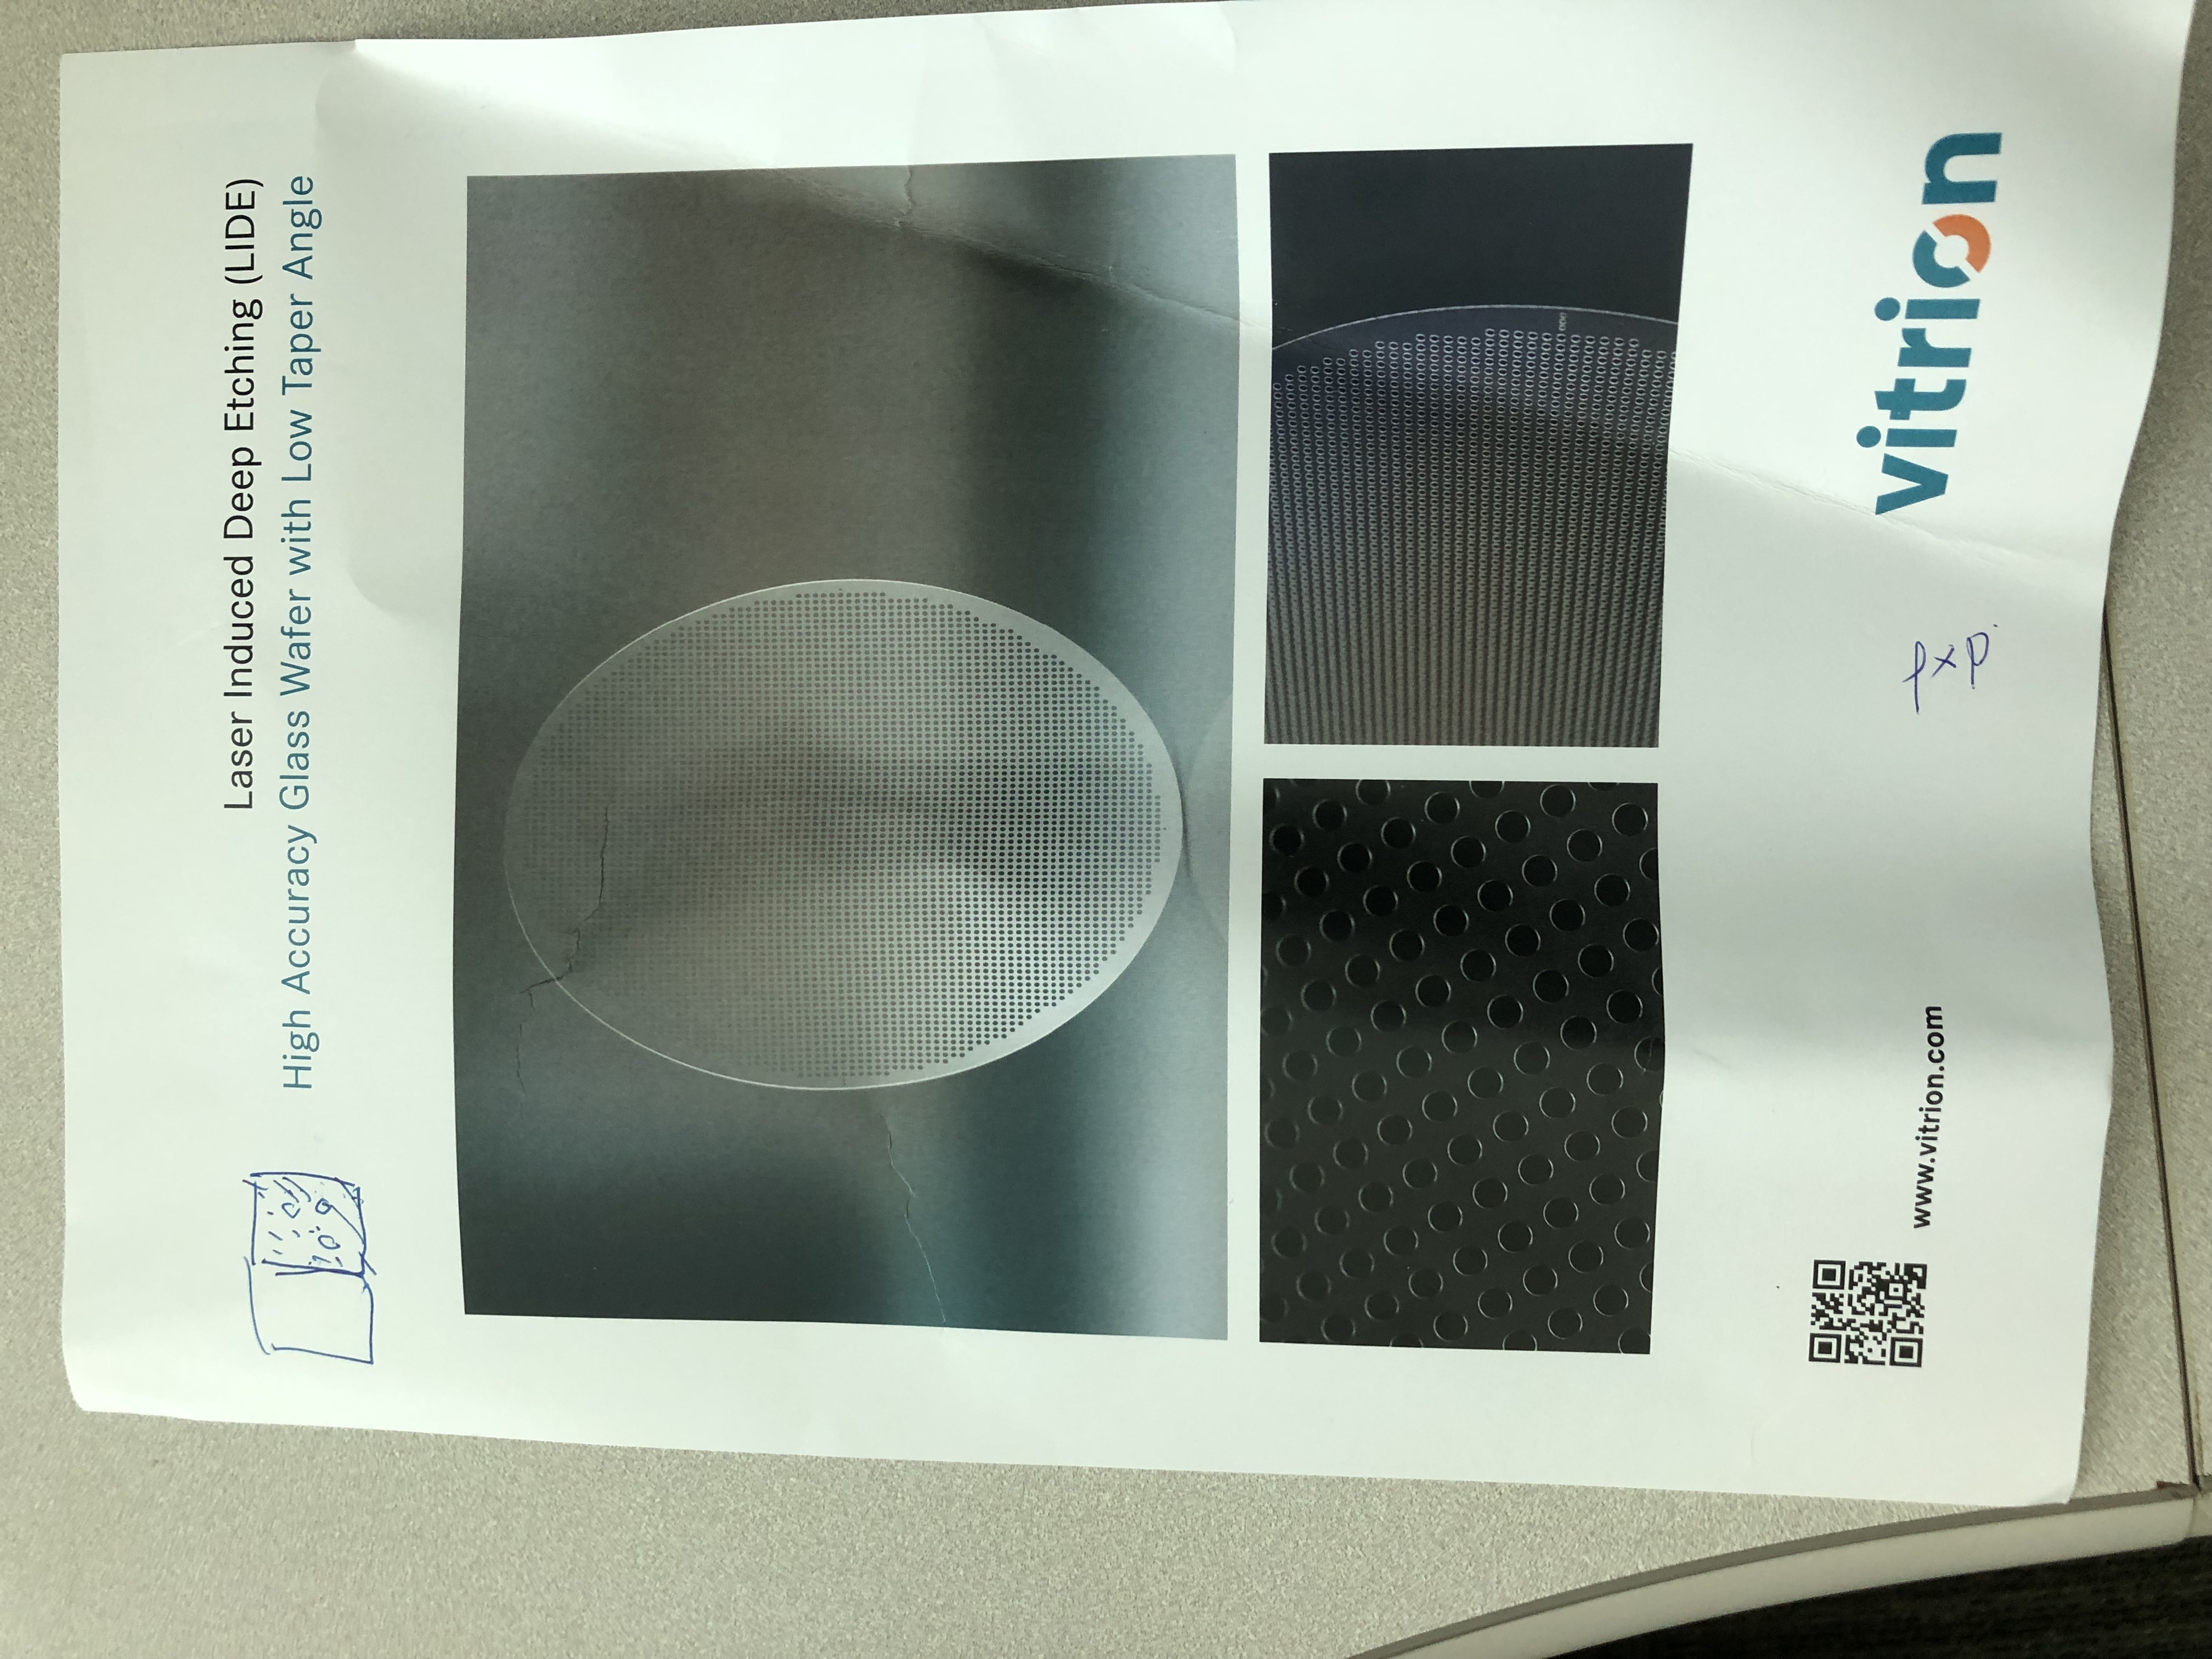 Laser Induced Deep Etching (LIDE)
High Accuracy Glass Wafer with Low Taper Angle
www.vitrion.com
vitrion